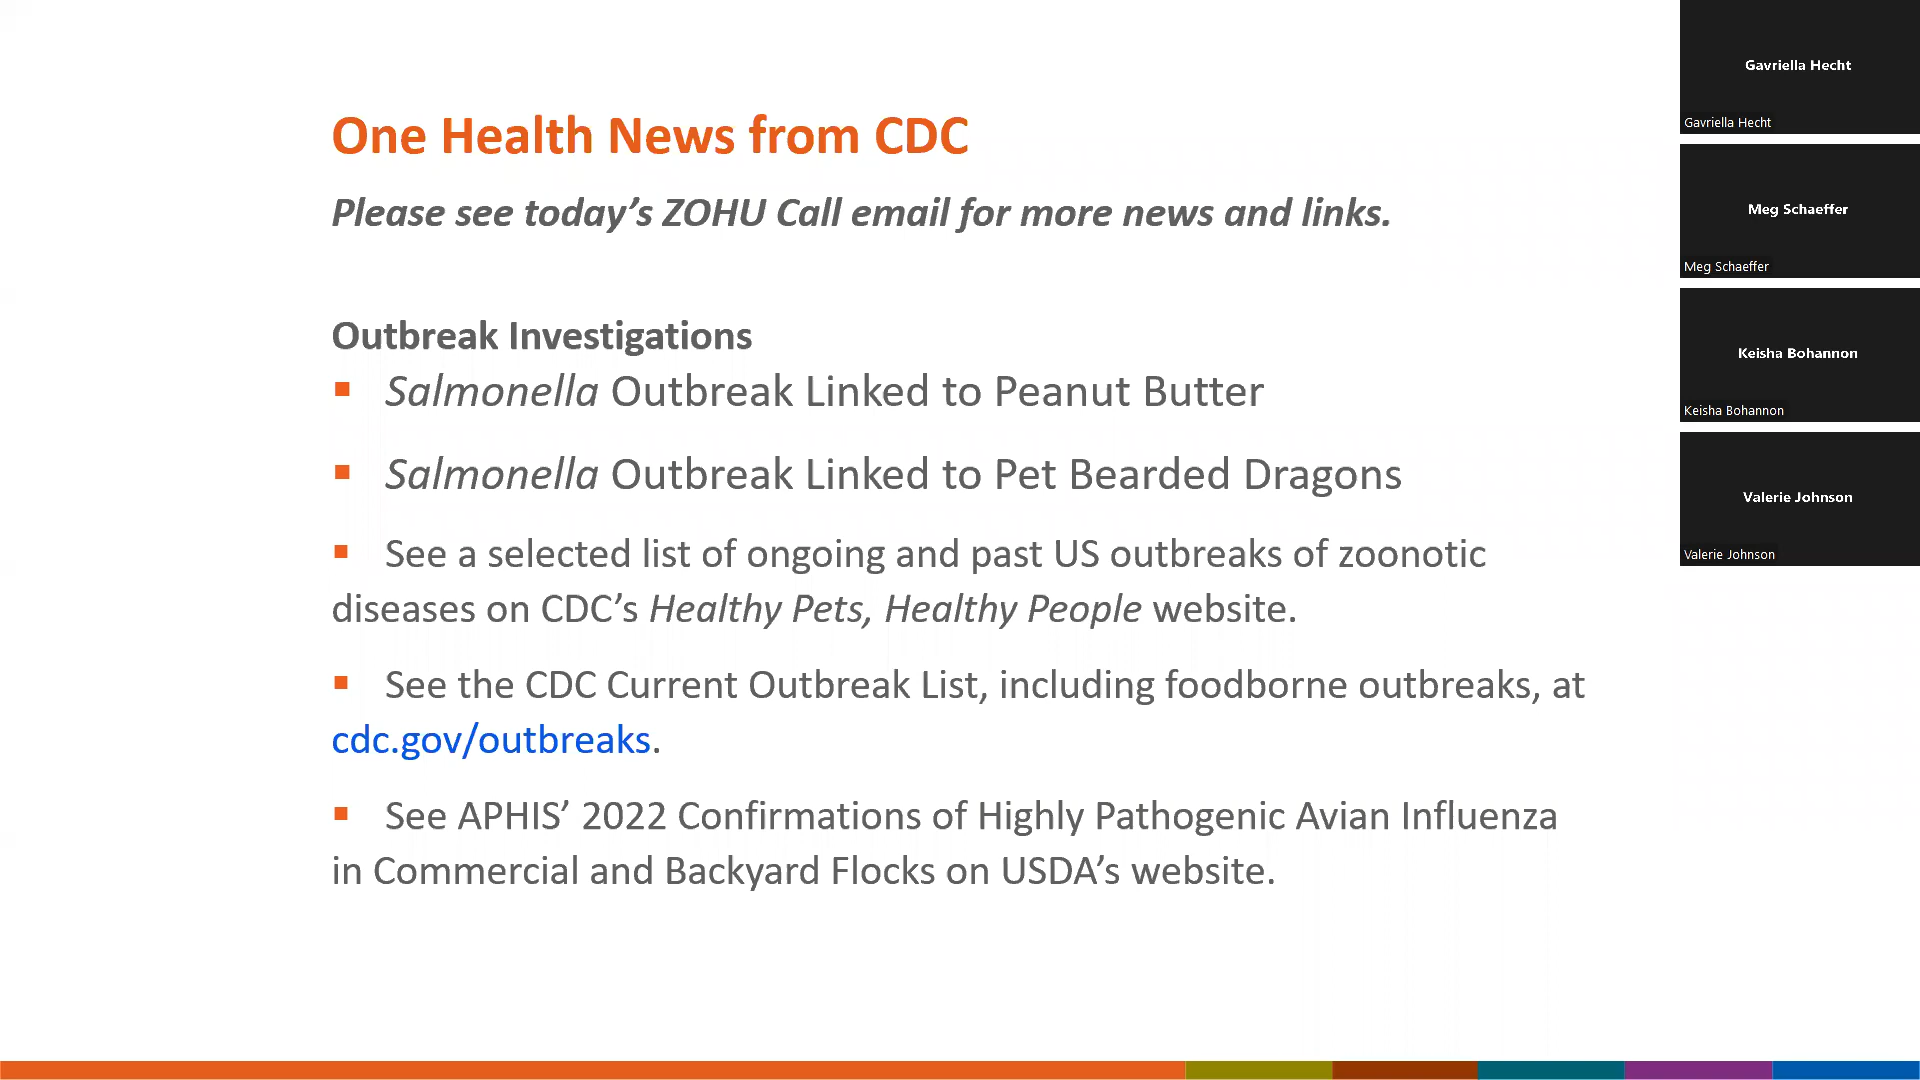 One Health News from CDC
Please see today’s ZOHU Call email for more news and links.
Outbreak Investigations
▪ Salmonella Outbreak Linked to Peanut Butter
▪ Salmonella Outbreak Linked to Pet Bearded Dragons
▪ See a selected list of ongoing and past US outbreaks of zoonotic
diseases on CDC’s Healthy Pets, Healthy People website.
▪ See the CDC Current Outbreak List, including foodborne outbreaks, at
cdc.gov/outbreaks.
▪ See APHIS’ 2022 Confirmations of Highly Pathogenic Avian Influenza
in Commercial and Backyard Flocks on USDA’s website.
Gavriella Hecht
Gavriella Hecht
Meg Schaeffer
Meg Schaeffer
Keisha Bohannon
Keisha Bohannon
Valerie Johnson
Valerie Johnson